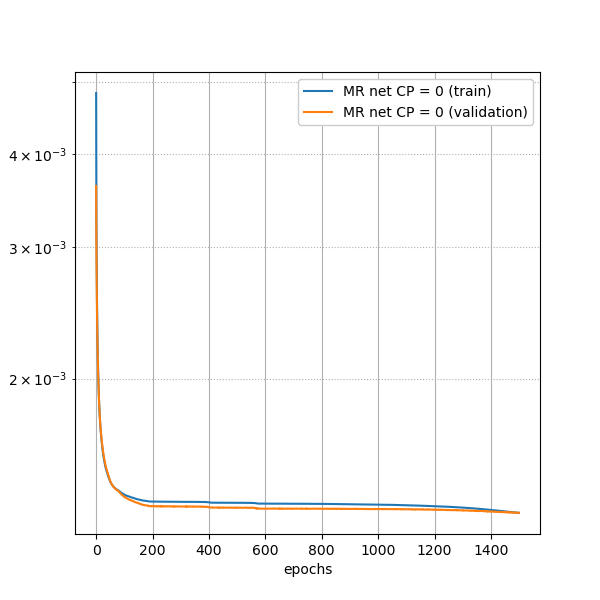 MR net CP = 0 (train)
MR net CP = 0 (validation)
4 × 10⁻³
3 × 10⁻³
2 × 10⁻³
0 200 400 600 800 1000 1200 1400
epochs